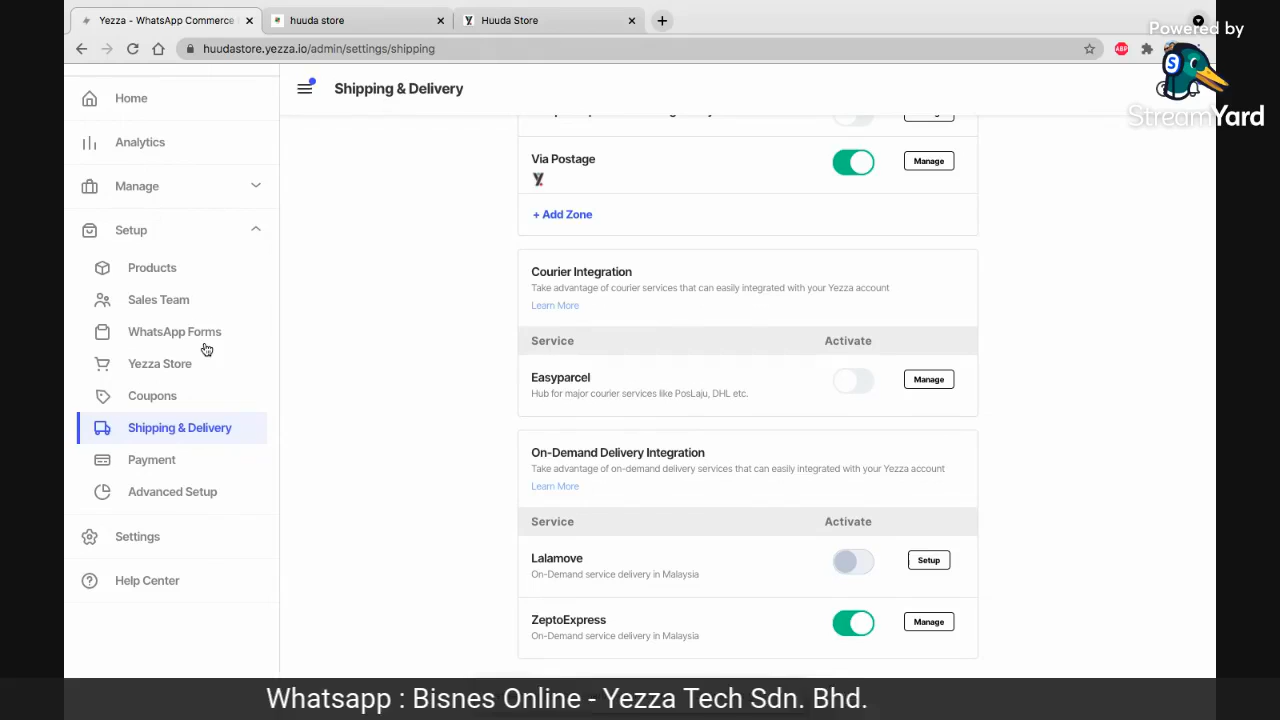 Yezza - WhatsApp Commerce
huuda store
Huuda Store
huudastore.yezza.io/admin/settings/shipping
ABP
Powered by
StreamYard
Home
Analytics
Manage
Setup
Products
Sales Team
WhatsApp Forms
Yezza Store
Coupons
Shipping & Delivery
Payment
Advanced Setup
Settings
Help Center
Shipping & Delivery
Via Postage
Manage
+ Add Zone
Courier Integration
Take advantage of courier services that can easily integrated with your Yezza account
Learn More
Service Activate
Easyparcel
Manage
Hub for major courier services like PosLaju, DHL etc.
On-Demand Delivery Integration
Take advantage of on-demand delivery services that can easily integrated with your Yezza account
Learn More
Service Activate
Lalamove
Setup
On-Demand service delivery in Malaysia
ZeptoExpress
Manage
On-Demand service delivery in Malaysia
Whatsapp : Bisnes Online - Yezza Tech Sdn. Bhd.